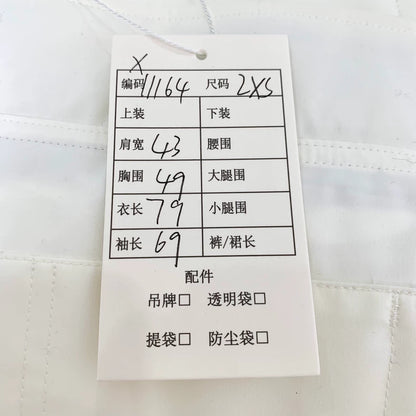 X
编码 11164 尺码 2XS
上装 下装
肩宽 43 腰围
胸围 49 大腿围
衣长 79 小腿围
袖长 69 裤/裙长
配件
吊牌□ 透明袋□
提袋□ 防尘袋□